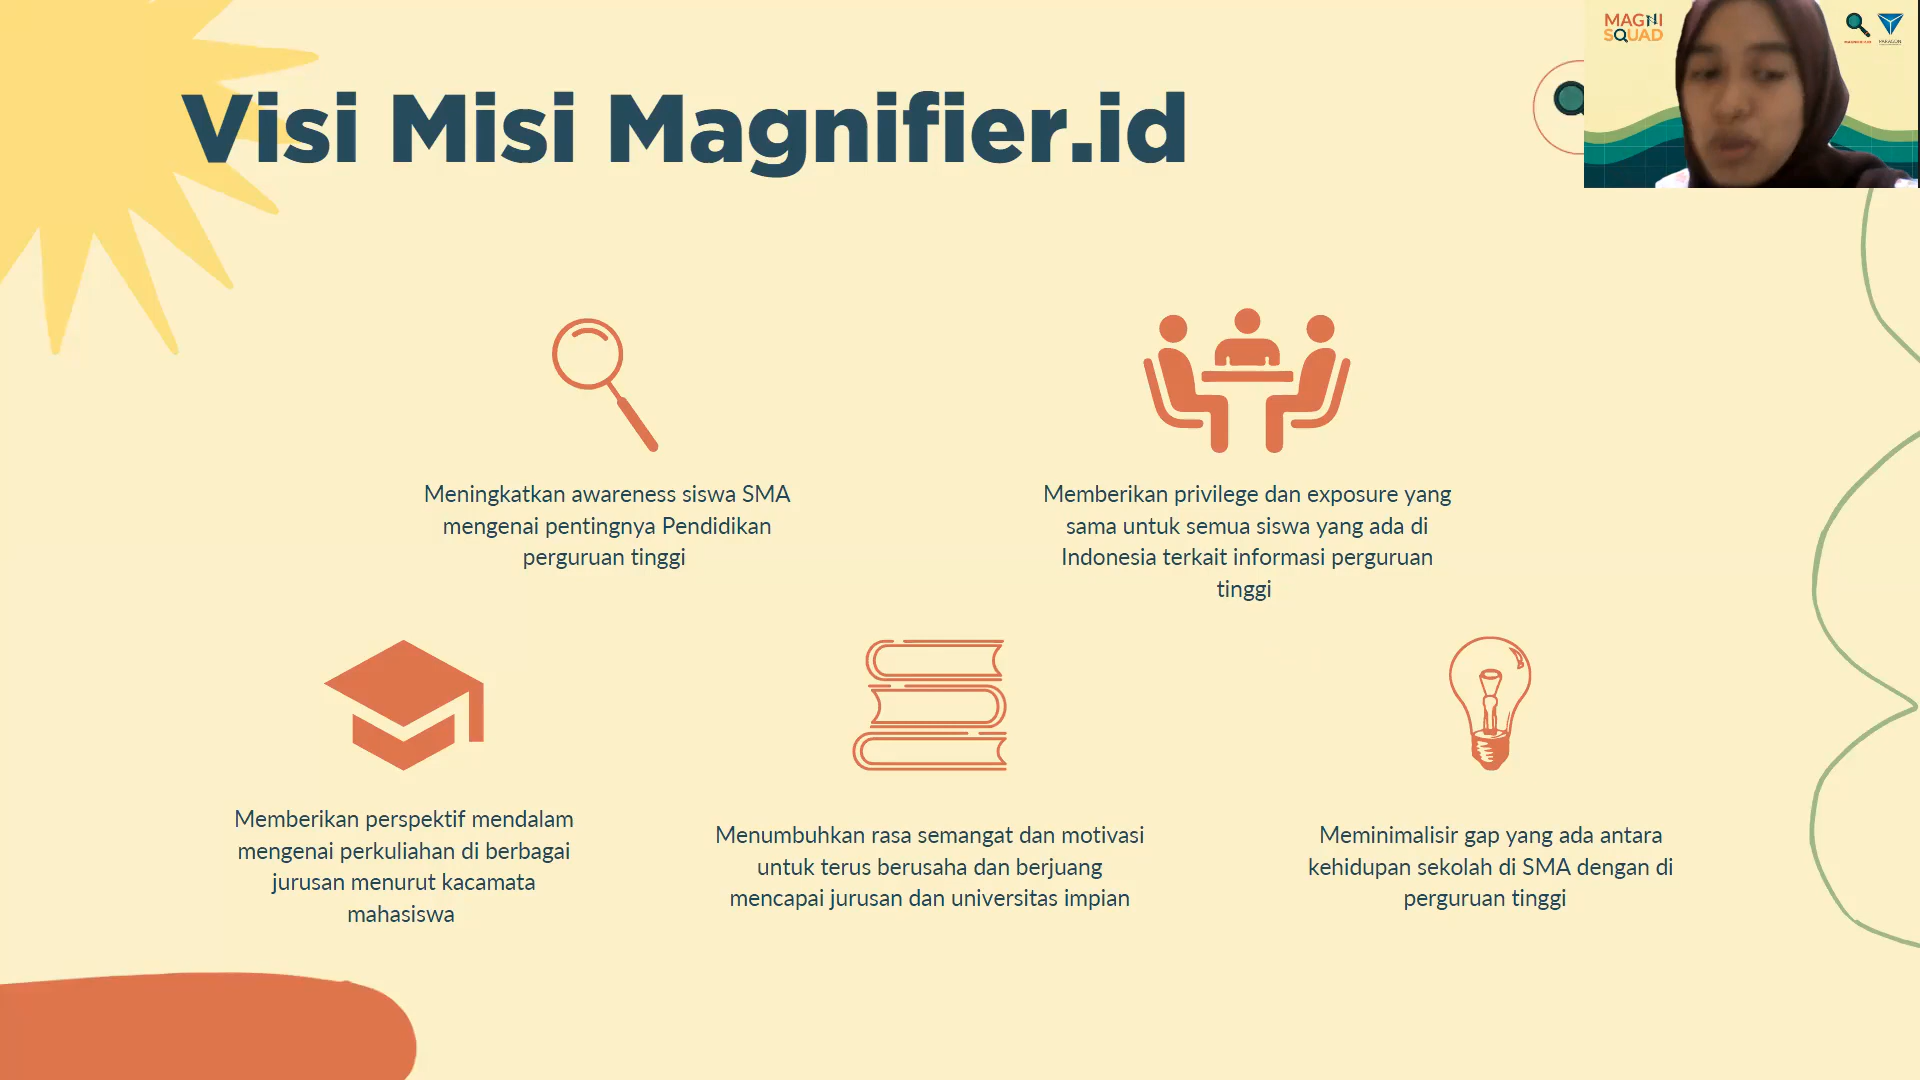 Visi Misi Magnifier.id
MAGNI
SQUAD
PARAGON
Meningkatkan awareness siswa SMA
mengenai pentingnya Pendidikan
perguruan tinggi
Memberikan privilege dan exposure yang
sama untuk semua siswa yang ada di
Indonesia terkait informasi perguruan
tinggi
Memberikan perspektif mendalam
mengenai perkuliahan di berbagai
jurusan menurut kacamata
mahasiswa
Menumbuhkan rasa semangat dan motivasi
untuk terus berusaha dan berjuang
mencapai jurusan dan universitas impian
Meminimalisir gap yang ada antara
kehidupan sekolah di SMA dengan di
perguruan tinggi